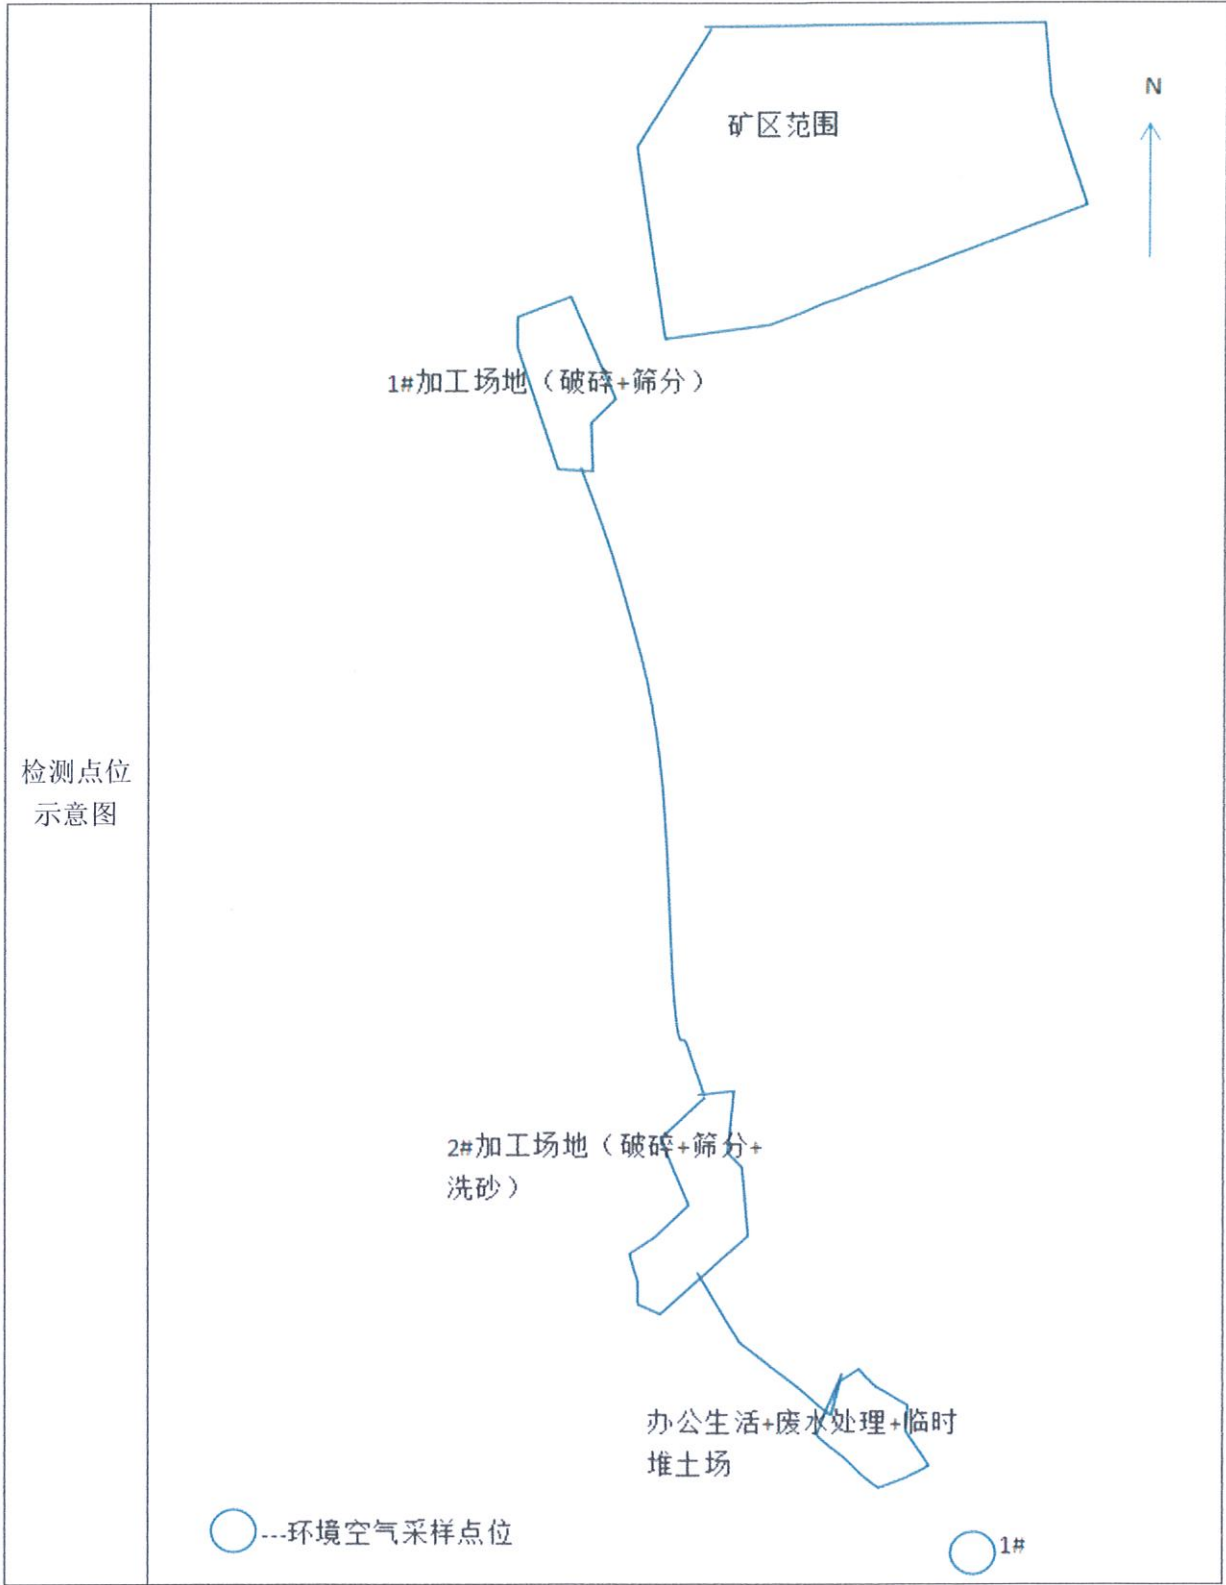 N
矿区范围
1#加工场地（破碎+筛分）
检测点位
示意图
2#加工场地（破碎+筛分+
洗砂）
办公生活+废水处理+临时
堆土场
---环境空气采样点位
1#